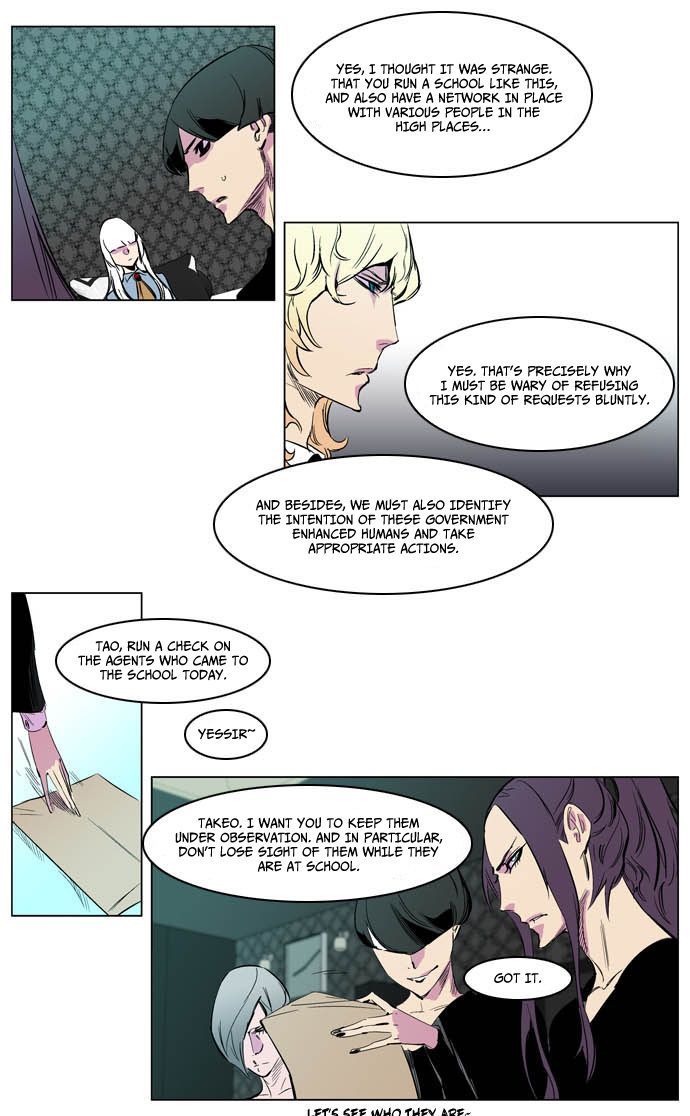 YES, I THOUGHT IT WAS STRANGE.
THAT YOU RUN A SCHOOL LIKE THIS,
AND ALSO HAVE A NETWORK IN PLACE
WITH VARIOUS PEOPLE IN THE
HIGH PLACES...
YES. THAT'S PRECISELY WHY
I MUST BE WARY OF REFUSING
THIS KIND OF REQUESTS BLUNTLY.
AND BESIDES, WE MUST ALSO IDENTIFY
THE INTENTION OF THESE GOVERNMENT
ENHANCED HUMANS AND TAKE
APPROPRIATE ACTIONS.
TAO, RUN A CHECK ON
THE AGENTS WHO CAME TO
THE SCHOOL TODAY.
YESSIR~
TAKEO. I WANT YOU TO KEEP THEM
UNDER OBSERVATION. AND IN PARTICULAR,
DON'T LOSE SIGHT OF THEM WHILE THEY
ARE AT SCHOOL.
GOT IT.
LET'S SEE WHO THEY ARE~